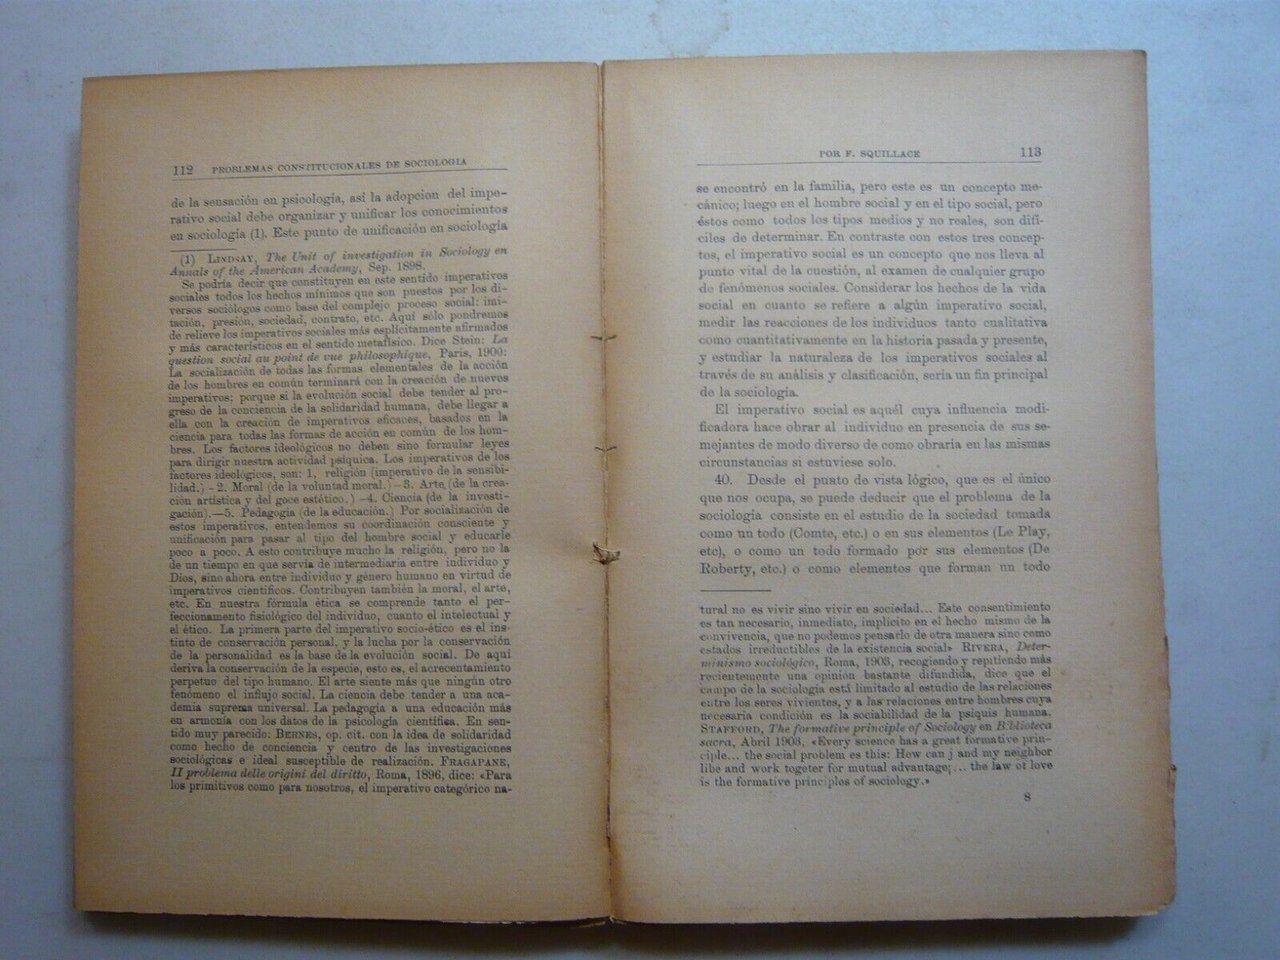 112 PROBLEMAS CONSTITUCIONALES DE SOCIOLOGIA
de la sensación en psicología, así la adopcion del impe-
rativo social debe organizar y unificar los conocimientos
en sociología (1). Este punto de unificación en sociología
(1) LINDSAY, The Unit of investigation in Sociology en
Annals of the American Academy, Sep. 1898.
Se podría decir que constituyen en este sentido imperativos
sociales todos los hechos mínimos que son puestos por los di-
versos sociólogos como base del complejo proceso social: imi-
tación, presión, sociedad, contrato, etc. Aquí sólo pondremos
de relieve los imperativos sociales más esplícitamente afirmados
y más característicos en el sentido metafísico. Dice Stein: La
question social au point de vue philosophique, Paris, 1900:
La socialización de todas las formas elementales de la acción
de los hombres en común terminará con la creación de nuevos
imperativos; porque si la evolución social debe tender al pro-
greso de la conciencia de la solidaridad humana, debe llegar a
ella con la creación de imperativos eficaces, basados en la
ciencia para todas las formas de acción en común de los hom-
bres. Los factores ideológicos no deben sino formular leyes
para dirigir nuestra actividad psíquica. Los imperativos de los
factores ideológicos, son: 1, religión (imperativo de la sensibi-
lidad.) -2. Moral (de la voluntad moral.)—3. Arte (de la crea-
ción artística y del goce estético.) —4. Ciencia (de la investi-
gación).—5. Pedagogía (de la educación.) Por socialización de
estos imperativos, entendemos su coordinación consciente y
unificación para pasar al tipo del hombre social y educarle
poco a poco. A esto contribuye mucho la religión, pero no la
de un tiempo en que servía de intermediaria entre individuo y
Dios, sino ahora entre individuo y género humano en virtud de
imperativos científicos. Contribuyen también la moral, el arte,
etc. En nuestra fórmula ética se comprende tanto el per-
feccionamento fisiológico del individuo, cuanto el intelectual y
el ético. La primera parte del imperativo socio-ético es el ins-
tinto de conservación personal, y la lucha por la conservación
de la personalidad es la base de la evolución social. De aquí
deriva la conservación de la especie, esto es, el acrecentamiento
perpetuo del tipo humano. El arte siente más que ningún otro
fenómeno el influjo social. La ciencia debe tender a una aca-
demia suprema universal. La pedagogía a una educación más
en armonía con los datos de la psicología científica. En sen-
tido muy parecido: BERNES, op. cit. con la idea de solidaridad
como hecho de conciencia y centro de las investigaciones
sociológicas e ideal susceptible de realización. FRAGAPANE,
Il problema delle origini del diritto, Roma, 1896, dice: «Para
los primitivos como para nosotros, el imperativo categórico na-
POR F. SQUILLACE 113
se encontró en la familia, pero este es un concepto me-
cánico; luego en el hombre social y en el tipo social, pero
éstos como todos los tipos medios y no reales, son difí-
ciles de determinar. En contraste con estos tres concep-
tos, el imperativo social es un concepto que nos lleva al
punto vital de la cuestión, al examen de cualquier grupo
de fenómenos sociales. Considerar los hechos de la vida
social en cuanto se refiere a algún imperativo social,
medir las reacciones de los individuos tanto cualitativa
como cuantitativamente en la historia pasada y presente,
y estudiar la naturaleza de los imperativos sociales al
través de su análisis y clasificación, sería un fin principal
de la sociología.
El imperativo social es aquél cuya influencia modi-
ficadora hace obrar al individuo en presencia de sus se-
mejantes de modo diverso de como obraría en las mismas
circunstancias si estuviese solo.
40. Desde el punto de vista lógico, que es el único
que nos ocupa, se puede deducir que el problema de la
sociología consiste en el estudio de la sociedad tomada
como un todo (Comte, etc.) o en sus elementos (Le Play,
etc), o como un todo formado por sus elementos (De
Roberty, etc.) o como elementos que forman un todo
tural no es vivir sino vivir en sociedad... Este consentimiento
es tan necesario, inmediato, implícito en el hecho mismo de la
convivencia, que no podemos pensarlo de otra manera sino como
estados irreductibles de la existencia social» RIVERA, Deter-
minismo sociológico, Roma, 1903, recogiendo y repitiendo más
recientemente una opinión bastante difundida, dice que el
campo de la sociología está limitado al estudio de las relaciones
entre los seres vivientes, y a las relaciones entre hombres cuya
necesaria condición es la sociabilidad de la psiquis humana.
STAFFORD, The formative principle of Sociology en Biblioteca
sacra, Abril 1903, «Every science has a great formative prin-
ciple... the social problem is this: How can j and my neighbor
libe and work togeter for mutual advantage;... the law of love
is the formative principles of sociology.»
8